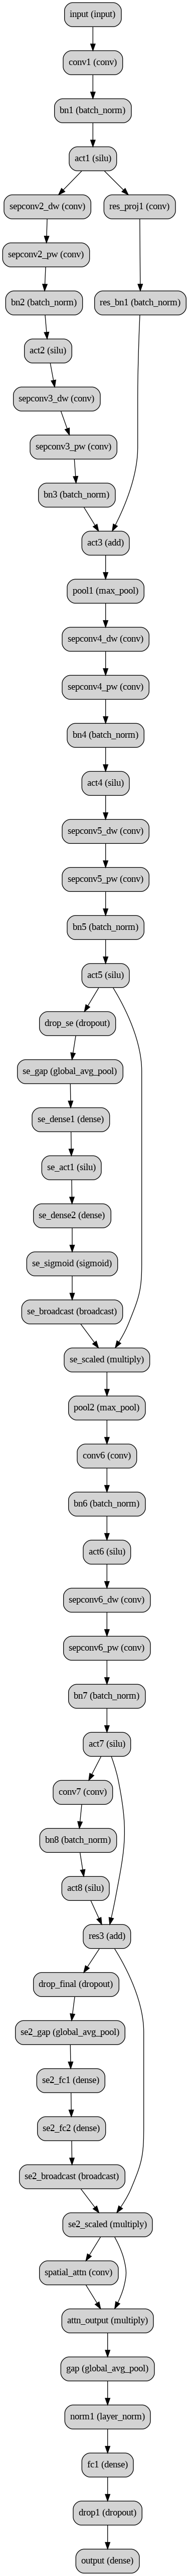 input (input)
conv1 (conv)
bn1 (batch_norm)
act1 (silu)
sepconv2_dw (conv)
res_proj1 (conv)
sepconv2_pw (conv)
bn2 (batch_norm)
res_bn1 (batch_norm)
act2 (silu)
sepconv3_dw (conv)
sepconv3_pw (conv)
bn3 (batch_norm)
act3 (add)
pool1 (max_pool)
sepconv4_dw (conv)
sepconv4_pw (conv)
bn4 (batch_norm)
act4 (silu)
sepconv5_dw (conv)
sepconv5_pw (conv)
bn5 (batch_norm)
act5 (silu)
drop_se (dropout)
se_gap (global_avg_pool)
se_dense1 (dense)
se_act1 (silu)
se_dense2 (dense)
se_sigmoid (sigmoid)
se_broadcast (broadcast)
se_scaled (multiply)
pool2 (max_pool)
conv6 (conv)
bn6 (batch_norm)
act6 (silu)
sepconv6_dw (conv)
sepconv6_pw (conv)
bn7 (batch_norm)
act7 (silu)
conv7 (conv)
bn8 (batch_norm)
act8 (silu)
res3 (add)
drop_final (dropout)
se2_gap (global_avg_pool)
se2_fc1 (dense)
se2_fc2 (dense)
se2_broadcast (broadcast)
se2_scaled (multiply)
spatial_attn (conv)
attn_output (multiply)
gap (global_avg_pool)
norm1 (layer_norm)
fc1 (dense)
drop1 (dropout)
output (dense)